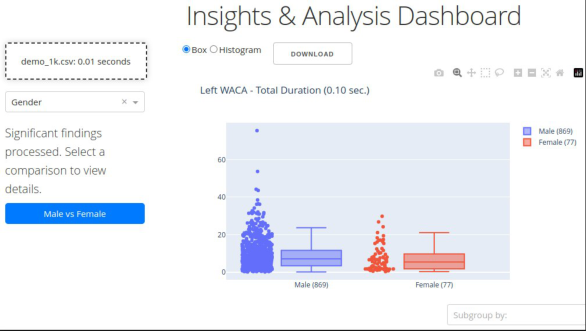 Insights & Analysis Dashboard
demo_1k.csv: 0.01 seconds
Box Histogram
DOWNLOAD
Gender
Significant findings
processed. Select a
comparison to view
details.
Male vs Female
Left WACA - Total Duration (0.10 sec.)
Male (869)
Female (77)
60
40
20
0
Male (869)
Female (77)
Subgroup by: